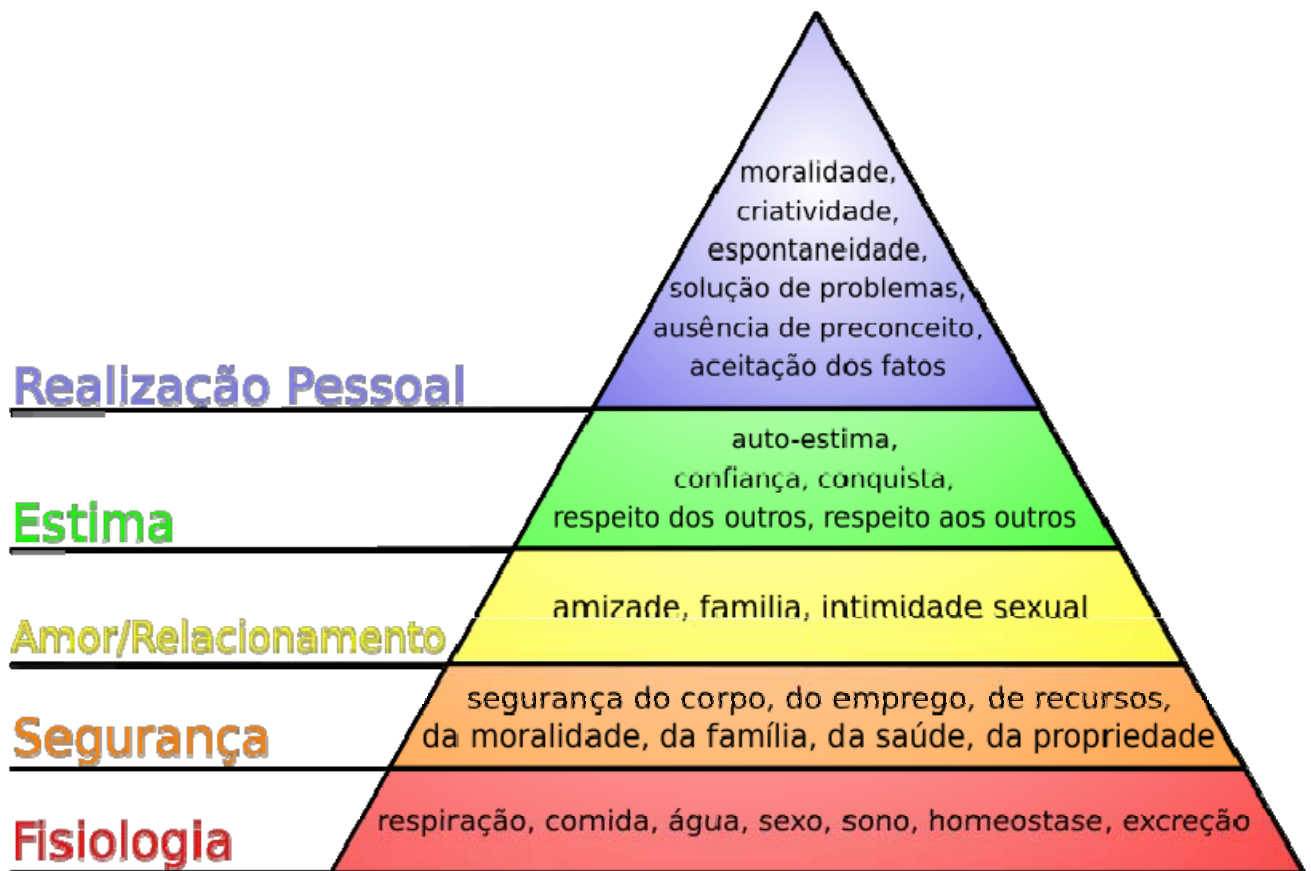 moralidade,
criatividade,
espontaneidade,
solução de problemas,
ausência de preconceito,
aceitação dos fatos
Realização Pessoal
auto-estima,
confiança, conquista,
respeito dos outros, respeito aos outros
Estima
amizade, familia, intimidade sexual
Amor/Relacionamento
segurança do corpo, do emprego, de recursos,
da moralidade, da família, da saúde, da propriedade
Segurança
respiração, comida, água, sexo, sono, homeostase, excreção
Fisiologia